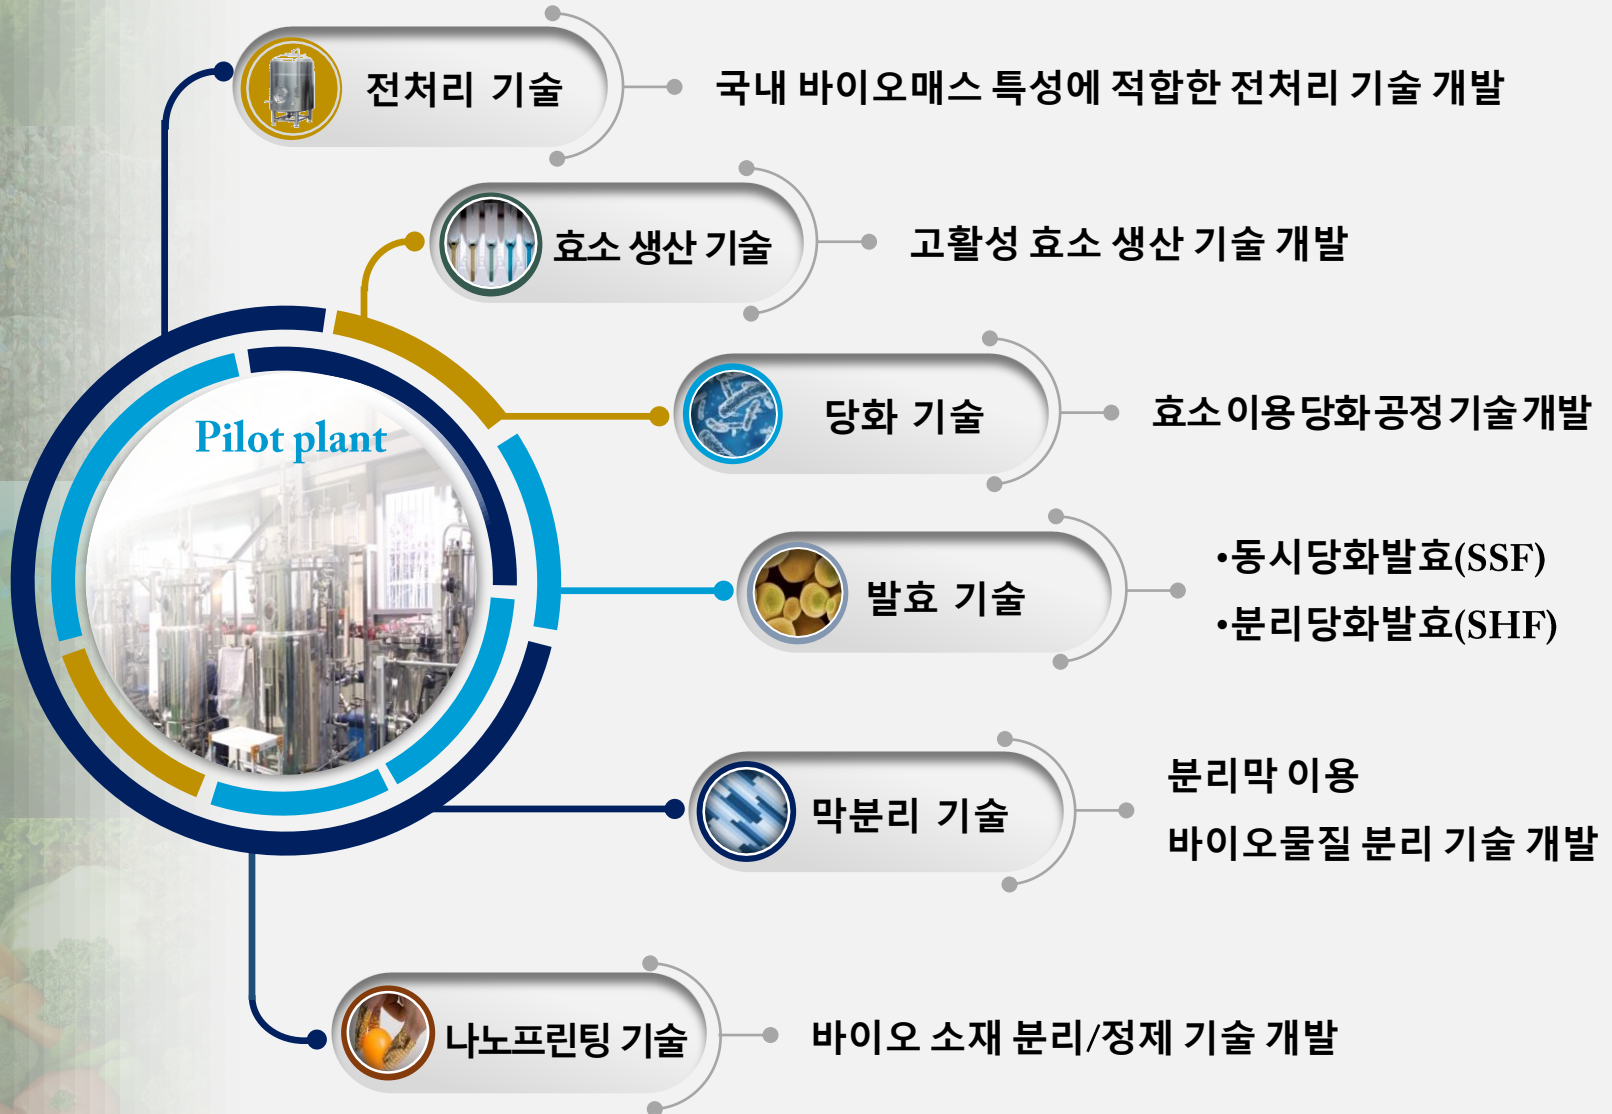 전처리 기술
국내 바이오매스 특성에 적합한 전처리 기술 개발
효소 생산 기술
고활성 효소 생산 기술 개발
Pilot plant
당화 기술
효소 이용 당화 공정 기술 개발
발효 기술
•동시당화발효(SSF)
•분리당화발효(SHF)
막분리 기술
분리막 이용
바이오물질 분리 기술 개발
나노프린팅 기술
바이오 소재 분리/정제 기술 개발